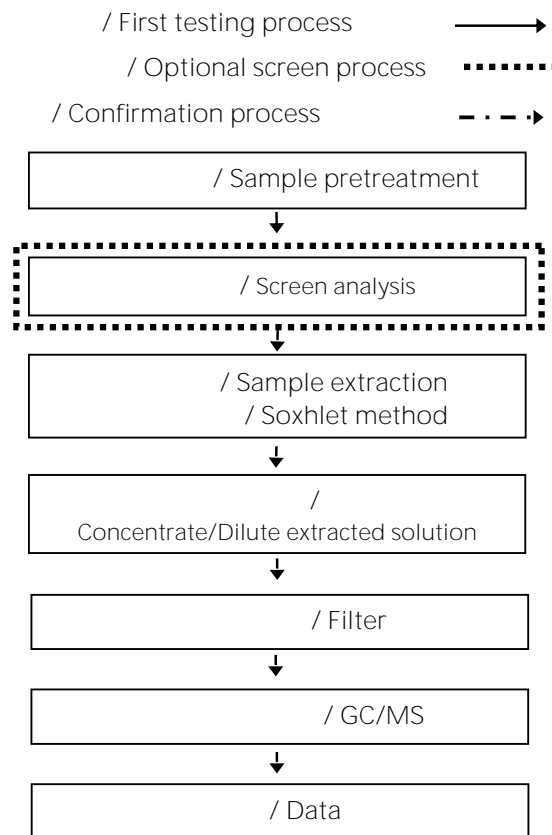 / First testing process
/ Optional screen process
/ Confirmation process
/ Sample pretreatment
/ Screen analysis
/ Sample extraction
/ Soxhlet method
/
Concentrate/Dilute extracted solution
/ Filter
/ GC/MS
/ Data